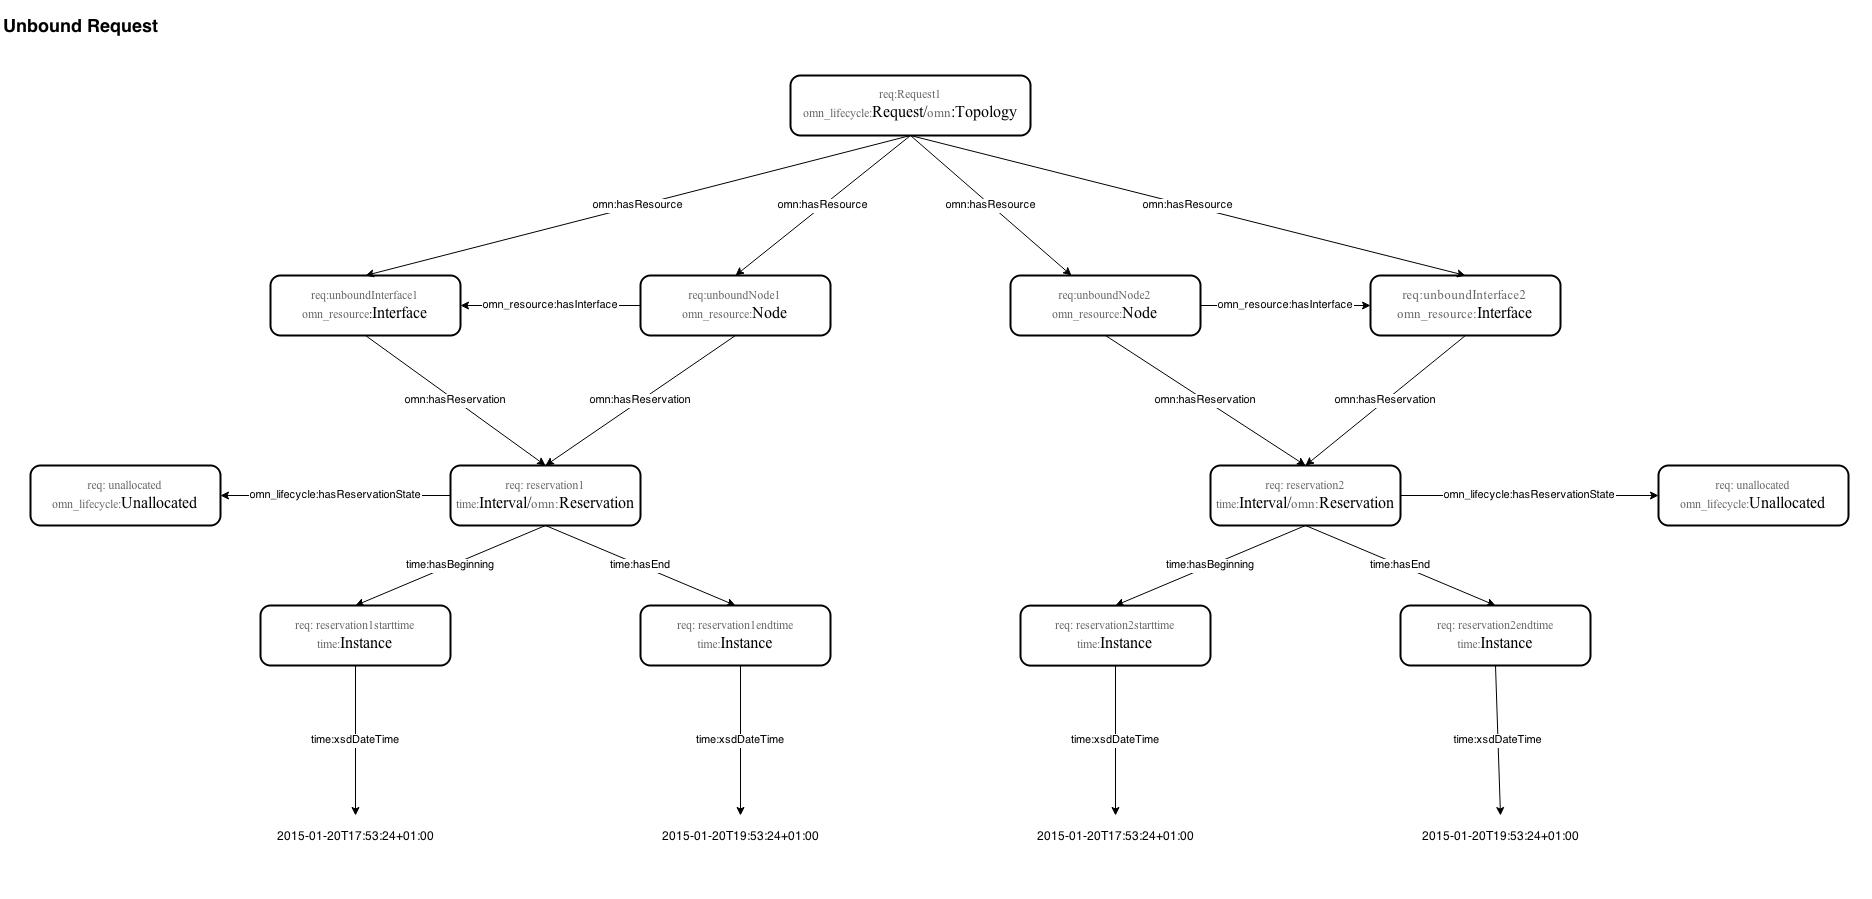 Unbound Request
req:Request1
omn_lifecycle:Request/omn:Topology
omn:hasResource
omn:hasResource
omn:hasResource
omn:hasResource
req:unboundInterface1
omn_resource:Interface
omn_resource:hasInterface
req:unboundNode1
omn_resource:Node
req:unboundNode2
omn_resource:Node
omn_resource:hasInterface
req:unboundInterface2
omn_resource:Interface
omn:hasReservation
omn:hasReservation
omn:hasReservation
omn:hasReservation
req: unallocated
omn_lifecycle:Unallocated
omn_lifecycle:hasReservationState
req: reservation1
time:Interval/omn:Reservation
req: reservation2
time:Interval/omn:Reservation
omn_lifecycle:hasReservationState
req: unallocated
omn_lifecycle:Unallocated
time:hasBeginning
time:hasEnd
time:hasBeginning
time:hasEnd
req: reservation1starttime
time:Instance
req: reservation1endtime
time:Instance
req: reservation2starttime
time:Instance
req: reservation2endtime
time:Instance
time:xsdDateTime
time:xsdDateTime
time:xsdDateTime
time:xsdDateTime
2015-01-20T17:53:24+01:00
2015-01-20T19:53:24+01:00
2015-01-20T17:53:24+01:00
2015-01-20T19:53:24+01:00